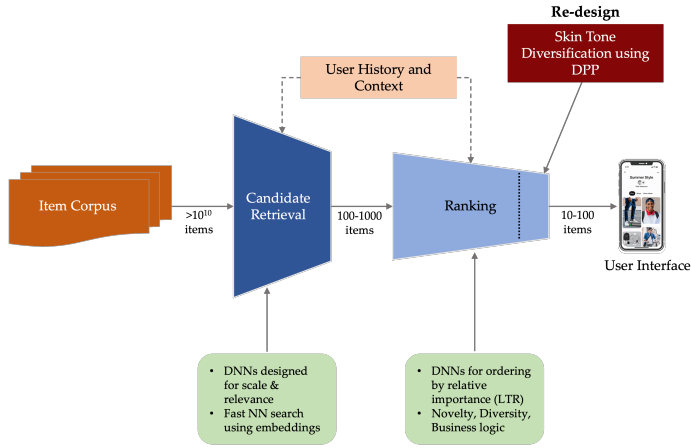 Re-design
Skin Tone
Diversification using
DPP
User History and
Context
Item Corpus
>10¹⁰
items
Candidate
Retrieval
100-1000
items
Ranking
10-100
items
Summer Style
User Interface
• DNNs designed
for scale &
relevance
• Fast NN search
using embeddings
• DNNs for ordering
by relative
importance (LTR)
• Novelty, Diversity,
Business logic